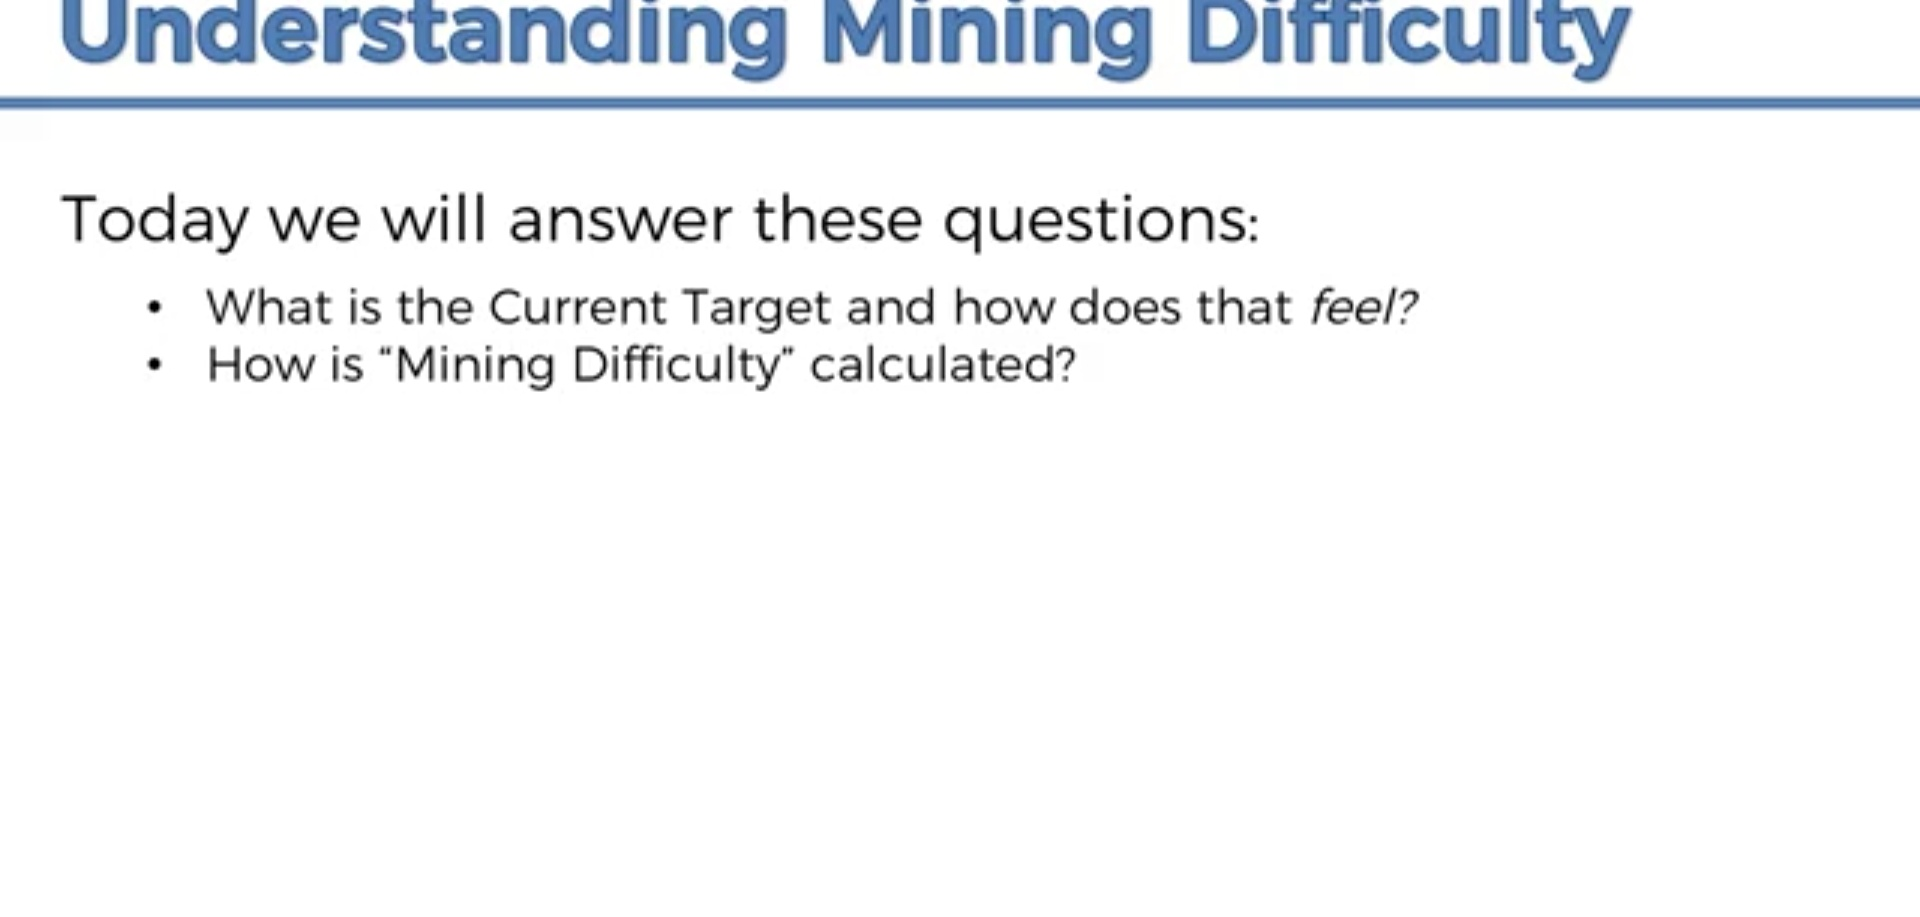 Understanding Mining Difficulty
Today we will answer these questions:
• What is the Current Target and how does that feel?
• How is “Mining Difficulty” calculated?